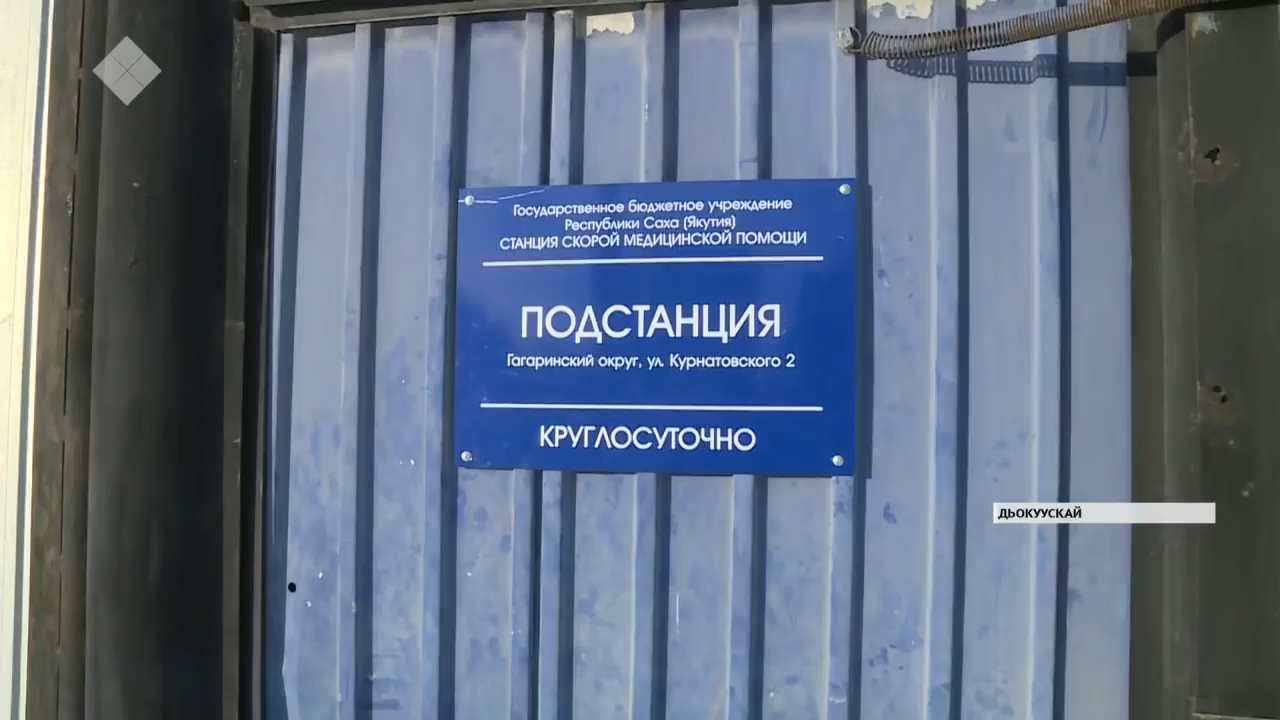 Государственное бюджетное учреждение
Республики Саха (Якутия)
СТАНЦИЯ СКОРОЙ МЕДИЦИНСКОЙ ПОМОЩИ
ПОДСТАНЦИЯ
Гагаринский округ, ул. Курнатовского 2
КРУГЛОСУТОЧНО
ДЬОКУУСКАЙ